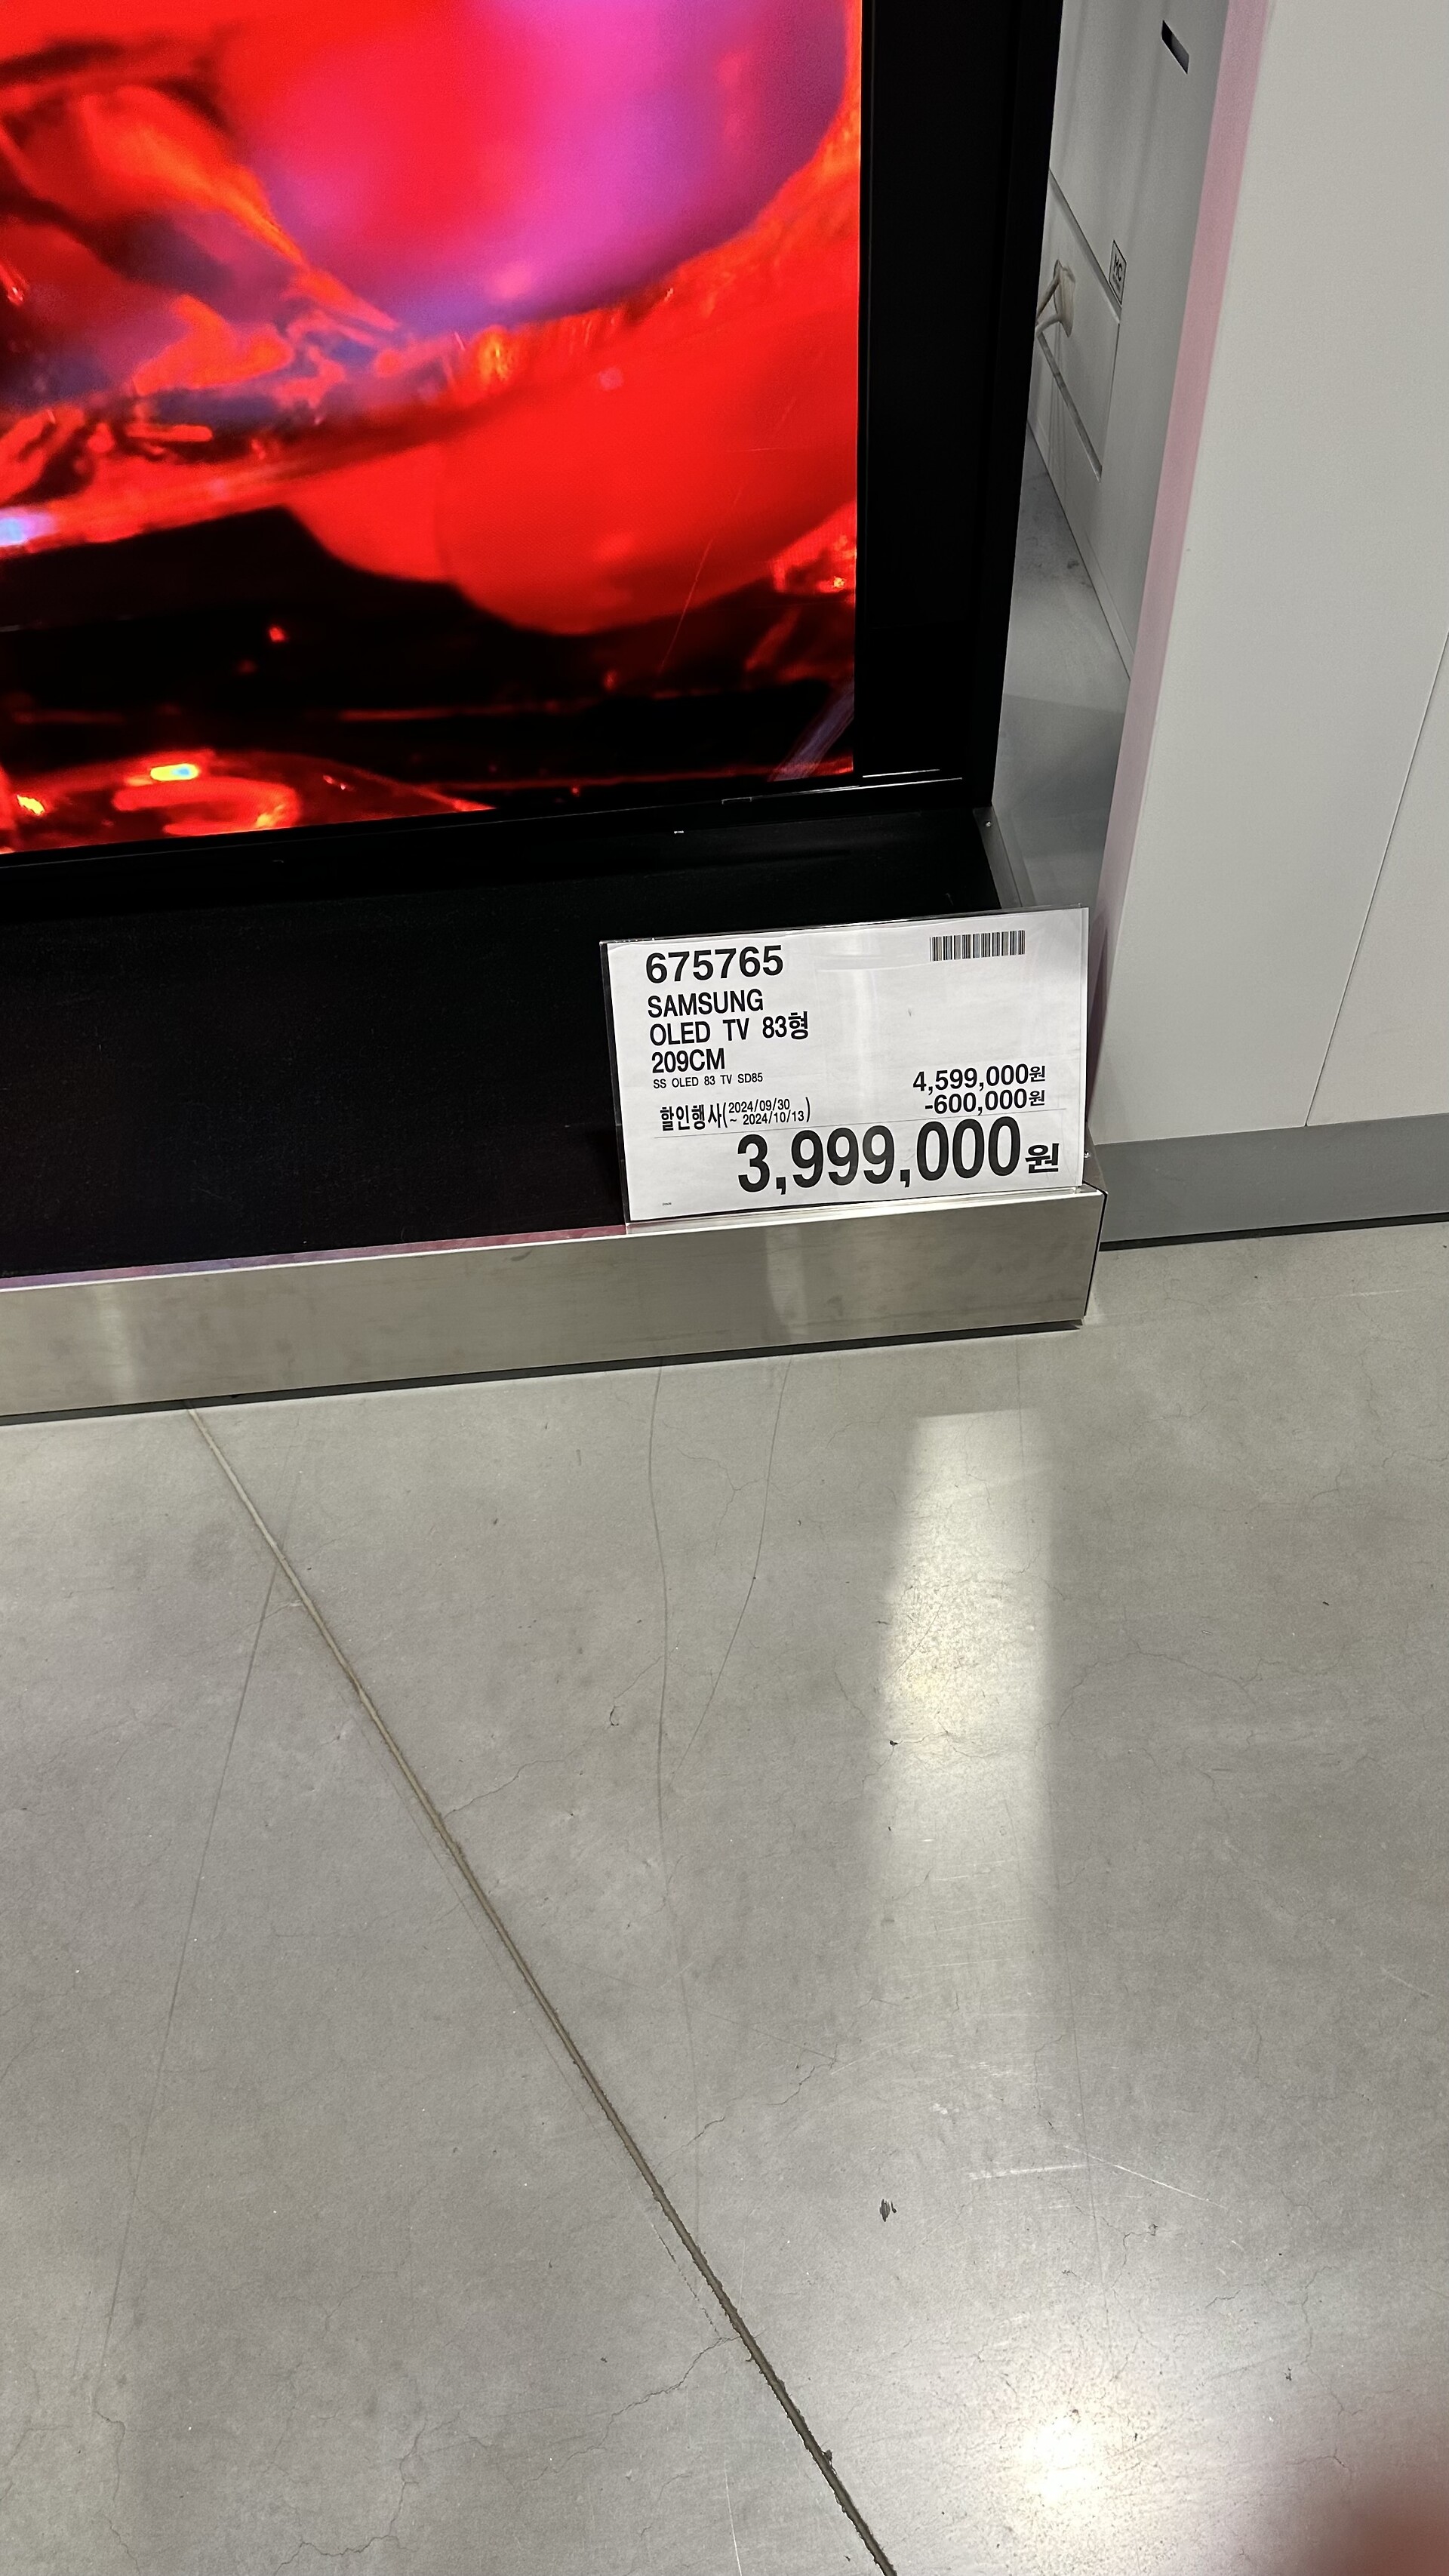 675765
SAMSUNG
OLED TV 83형
209CM
SS OLED 83 TV SD85
4,599,000원
할인행사(2024/09/30 ~ 2024/10/13)
-600,000원
3,999,000원